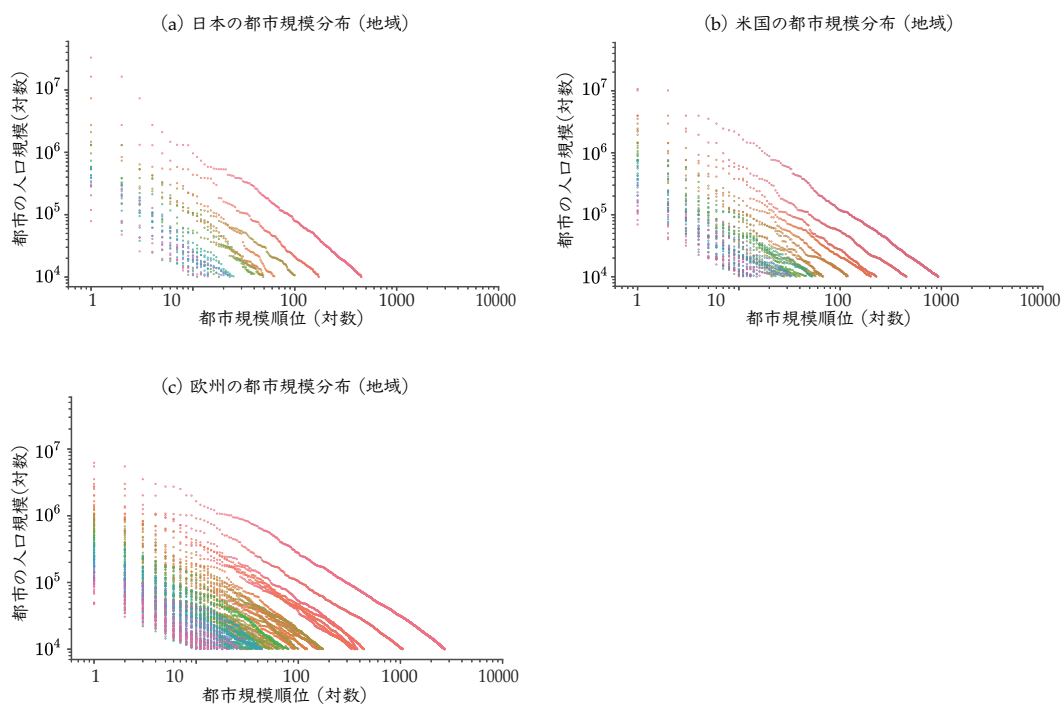 (a) 日本の都市規模分布 (地域)
都市の人口規模(対数)
10⁷
10⁶
10⁵
10⁴
1 10 100 1000 10000
都市規模順位 (対数)
(b) 米国の都市規模分布 (地域)
都市の人口規模(対数)
10⁷
10⁶
10⁵
10⁴
1 10 100 1000 10000
都市規模順位 (対数)
(c) 欧州の都市規模分布 (地域)
都市の人口規模(対数)
10⁷
10⁶
10⁵
10⁴
1 10 100 1000 10000
都市規模順位 (対数)